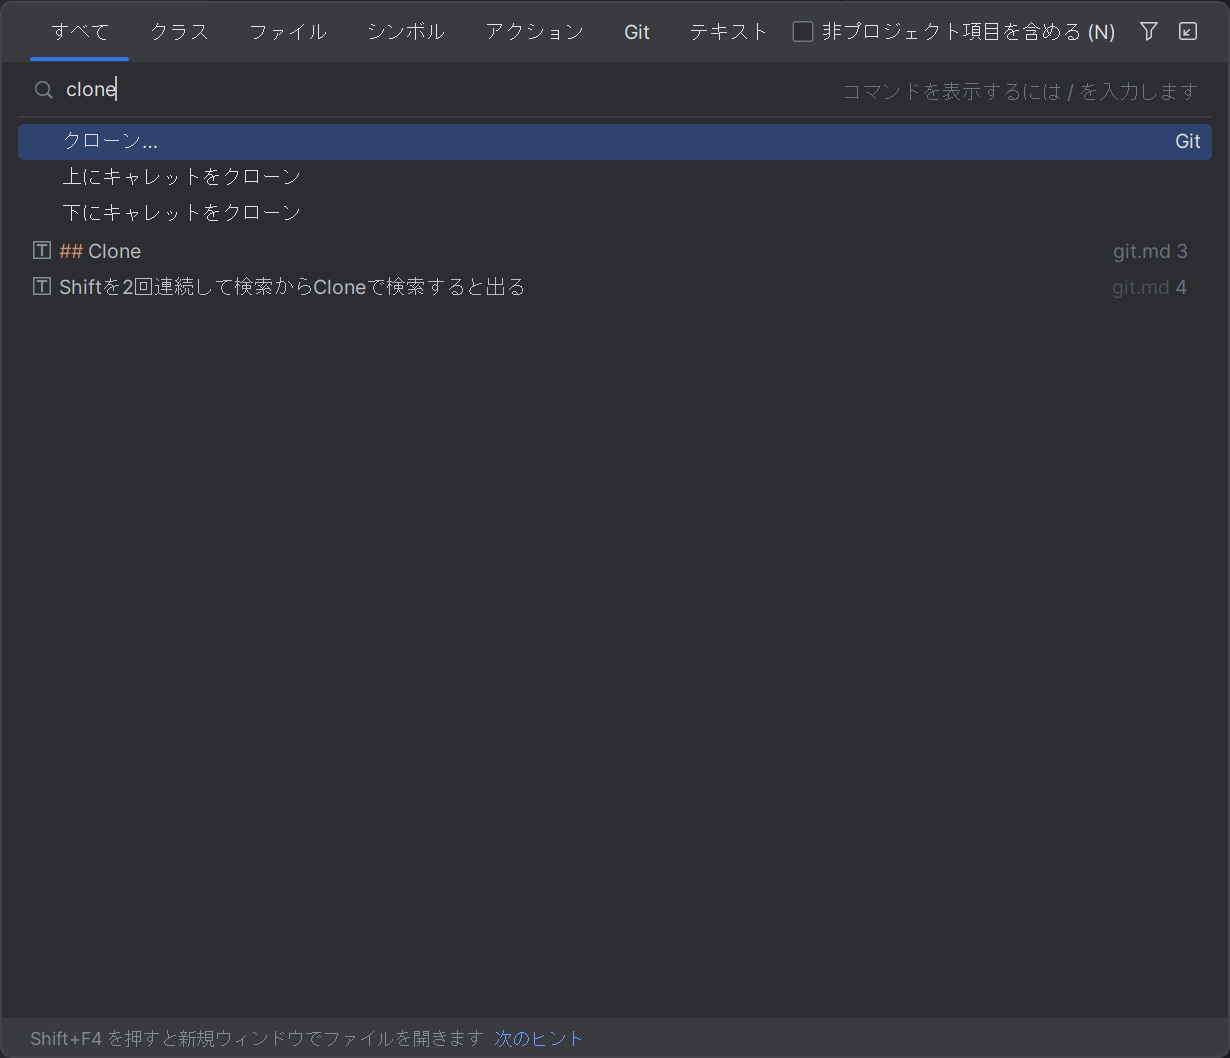 すべて クラス ファイル シンボル アクション Git テキスト 非プロジェクト項目を含める (N)
clone コマンドを表示するには / を入力します
クローン... Git
上にキャレットをクローン
下にキャレットをクローン
## Clone git.md 3
Shiftを2回連続して検索からCloneで検索すると出る git.md 4
Shift+F4 を押すと新規ウィンドウでファイルを開きます 次のヒント